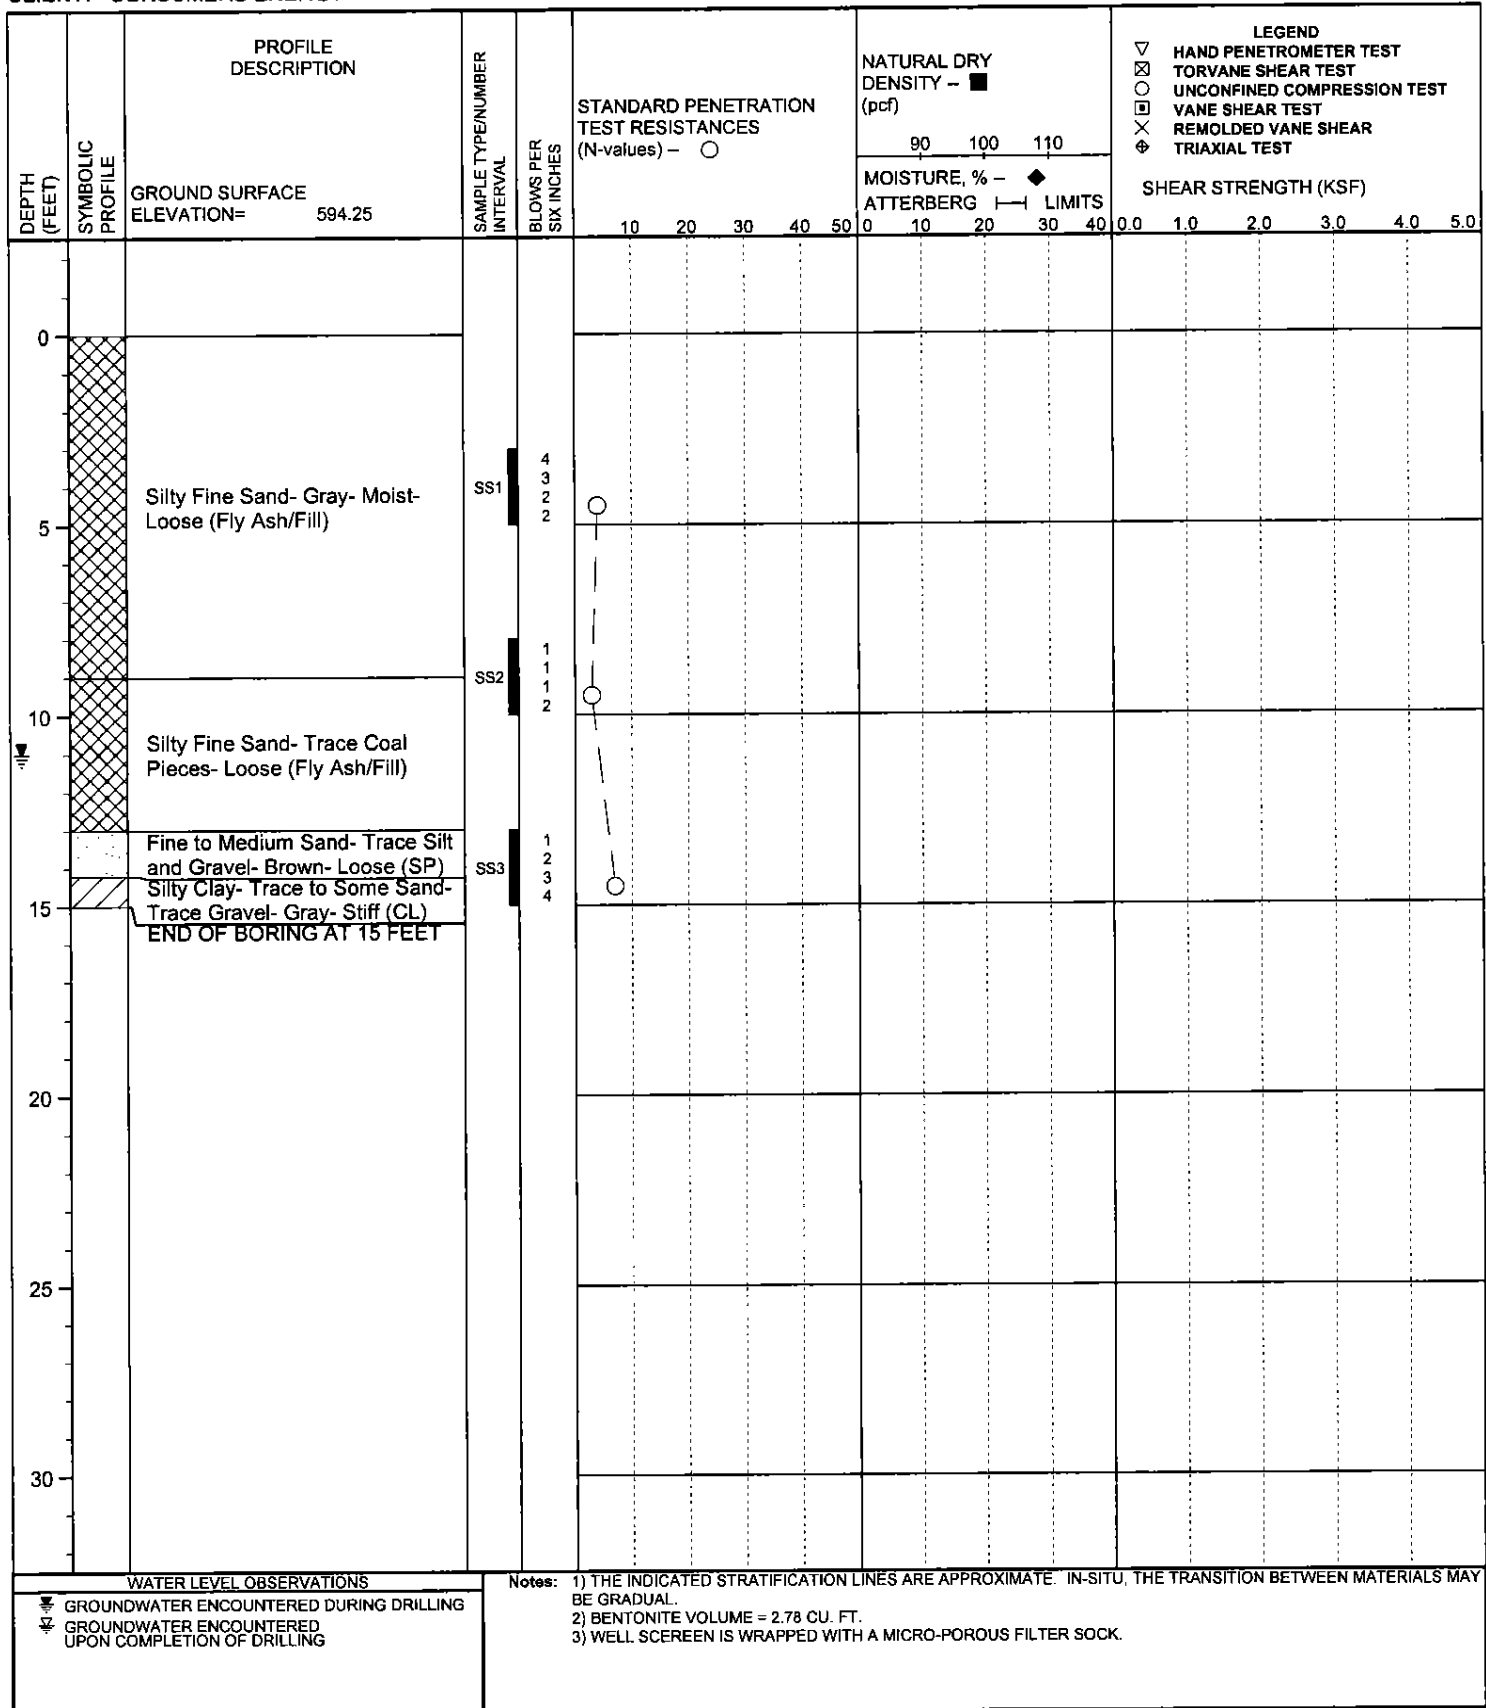 PROFILE
DESCRIPTION
DEPTH
(FEET)
SYMBOLIC
PROFILE
GROUND SURFACE
ELEVATION= 594.25
SAMPLE TYPE/NUMBER
INTERVAL
BLOWS PER
SIX INCHES
STANDARD PENETRATION
TEST RESISTANCES
(N-values) – ○
10 20 30 40 50
NATURAL DRY
DENSITY – ■
(pcf)
90 100 110
MOISTURE, % – ◆
ATTERBERG LIMITS
0 10 20 30 40
LEGEND
▽ HAND PENETROMETER TEST
☒ TORVANE SHEAR TEST
○ UNCONFINED COMPRESSION TEST
VANE SHEAR TEST
✕ REMOLDED VANE SHEAR
TRIAXIAL TEST
SHEAR STRENGTH (KSF)
0.0 1.0 2.0 3.0 4.0 5.0
0
4
SS1
3
Silty Fine Sand- Gray- Moist-
2
Loose (Fly Ash/Fill)
2
5
1
SS2
1
1
2
10
Silty Fine Sand- Trace Coal
Pieces- Loose (Fly Ash/Fill)
Fine to Medium Sand- Trace Silt
and Gravel- Brown- Loose (SP)
1
2
SS3
3
4
Silty Clay- Trace to Some Sand-
Trace Gravel- Gray- Stiff (CL)
15
END OF BORING AT 15 FEET
20
25
30
WATER LEVEL OBSERVATIONS
GROUNDWATER ENCOUNTERED DURING DRILLING
GROUNDWATER ENCOUNTERED
UPON COMPLETION OF DRILLING
Notes: 1) THE INDICATED STRATIFICATION LINES ARE APPROXIMATE. IN-SITU, THE TRANSITION BETWEEN MATERIALS MAY
BE GRADUAL.
2) BENTONITE VOLUME = 2.78 CU. FT.
3) WELL SCEREEN IS WRAPPED WITH A MICRO-POROUS FILTER SOCK.